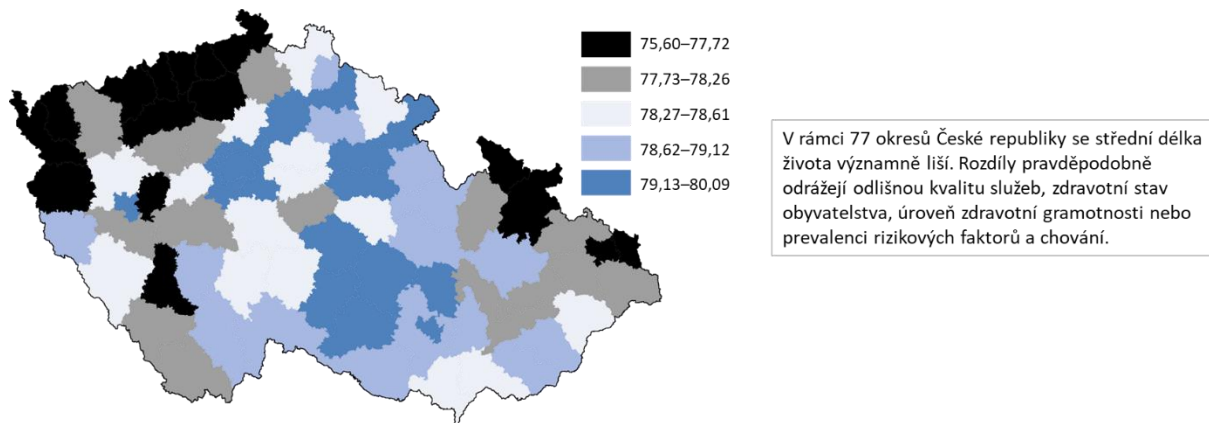 75,60–77,72
77,73–78,26
78,27–78,61
78,62–79,12
79,13–80,09
V rámci 77 okresů České republiky se střední délka
života významně liší. Rozdíly pravděpodobně
odrážejí odlišnou kvalitu služeb, zdravotní stav
obyvatelstva, úroveň zdravotní gramotnosti nebo
prevalenci rizikových faktorů a chování.